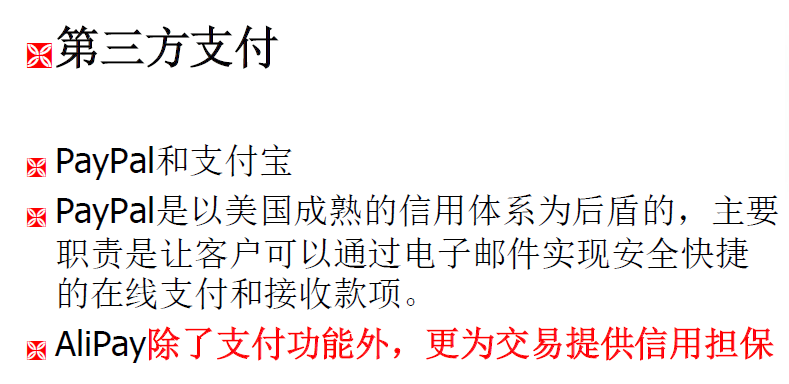 第三方支付
PayPal和支付宝
PayPal是以美国成熟的信用体系为后盾的，主要
职责是让客户可以通过电子邮件实现安全快捷
的在线支付和接收款项。
AliPay除了支付功能外，更为交易提供信用担保